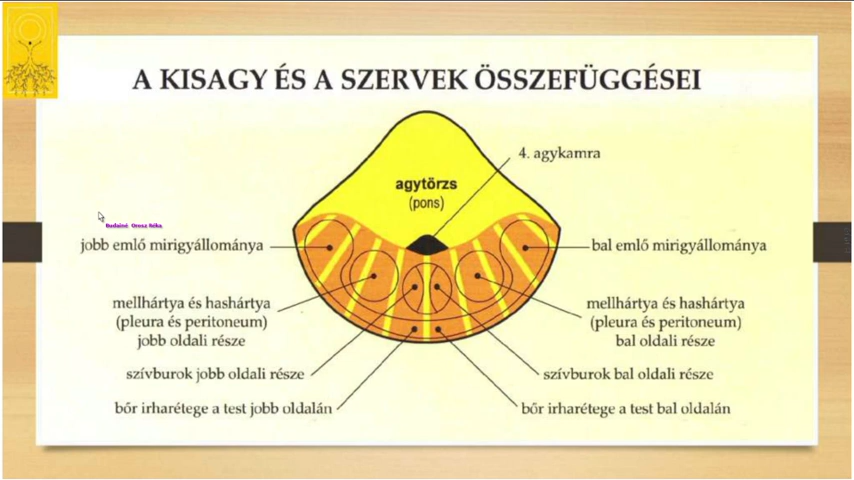 A KISAGY ÉS A SZERVEK ÖSSZEFÜGGÉSEI
4. agykamra
agytörzs
(pons)
Budainé Orosz Réka
jobb emlő mirigyállománya
bal emlő mirigyállománya
mellhártya és hashártya
(pleura és peritoneum)
jobb oldali része
mellhártya és hashártya
(pleura és peritoneum)
bal oldali része
szívburok jobb oldali része
szívburok bal oldali része
bőr irharétege a test jobb oldalán
bőr irharétege a test bal oldalán